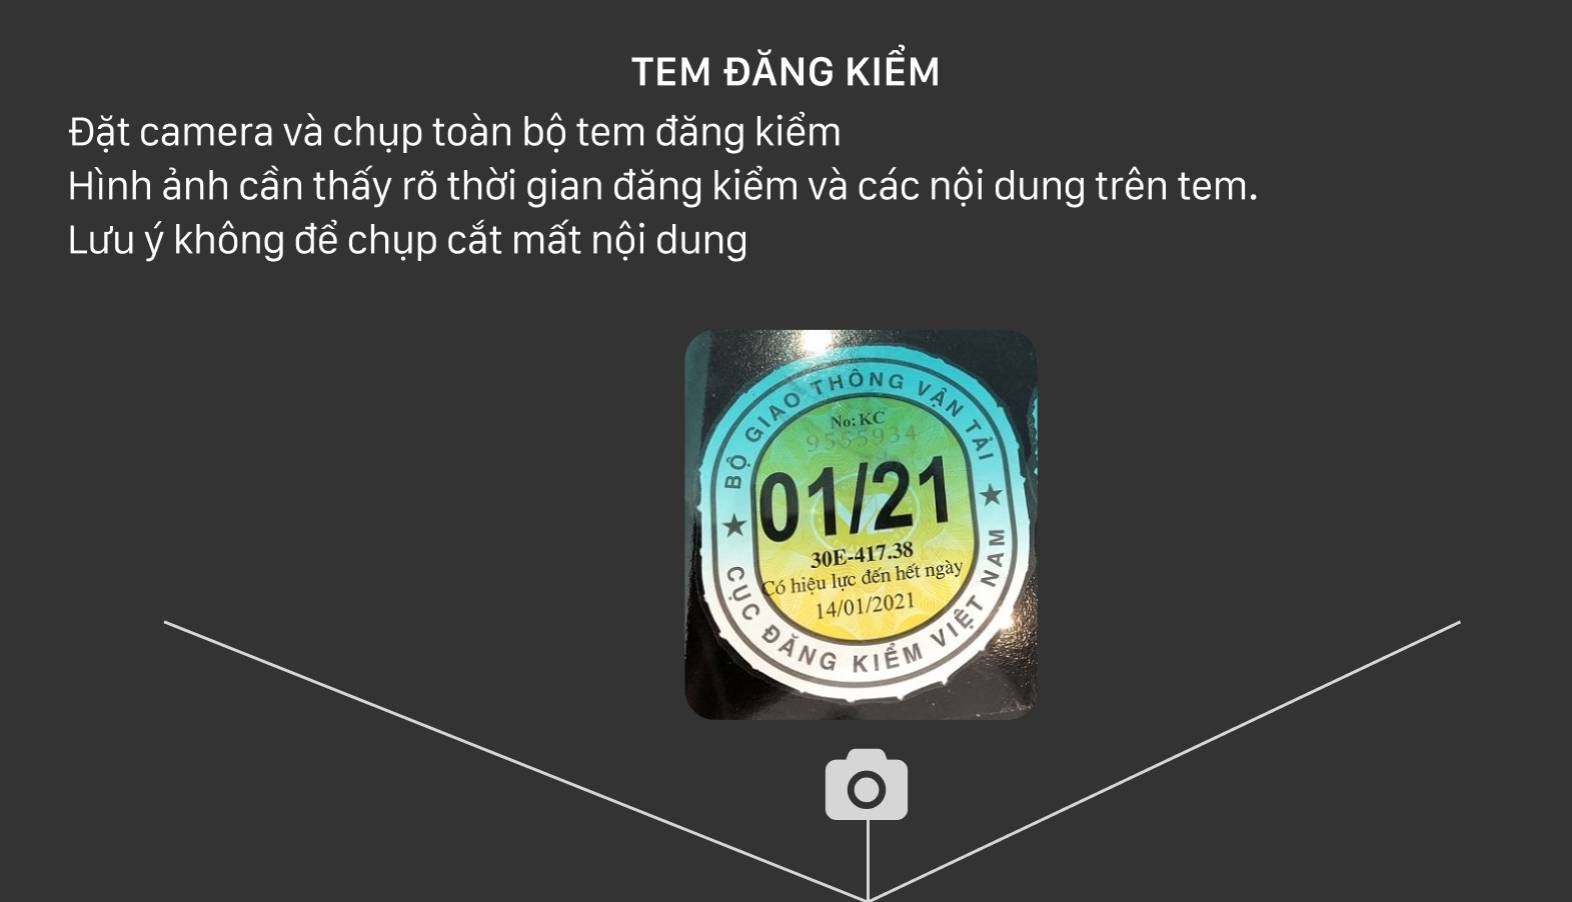 TEM ĐĂNG KIỂM
Đặt camera và chụp toàn bộ tem đăng kiểm
Hình ảnh cần thấy rõ thời gian đăng kiểm và các nội dung trên tem.
Lưu ý không để chụp cắt mất nội dung
BỘ GIAO THÔNG VẬN TẢI
No: KC
9555934
01/21
30E-417.38
Có hiệu lực đến hết ngày
14/01/2021
CỤC ĐĂNG KIỂM VIỆT NAM